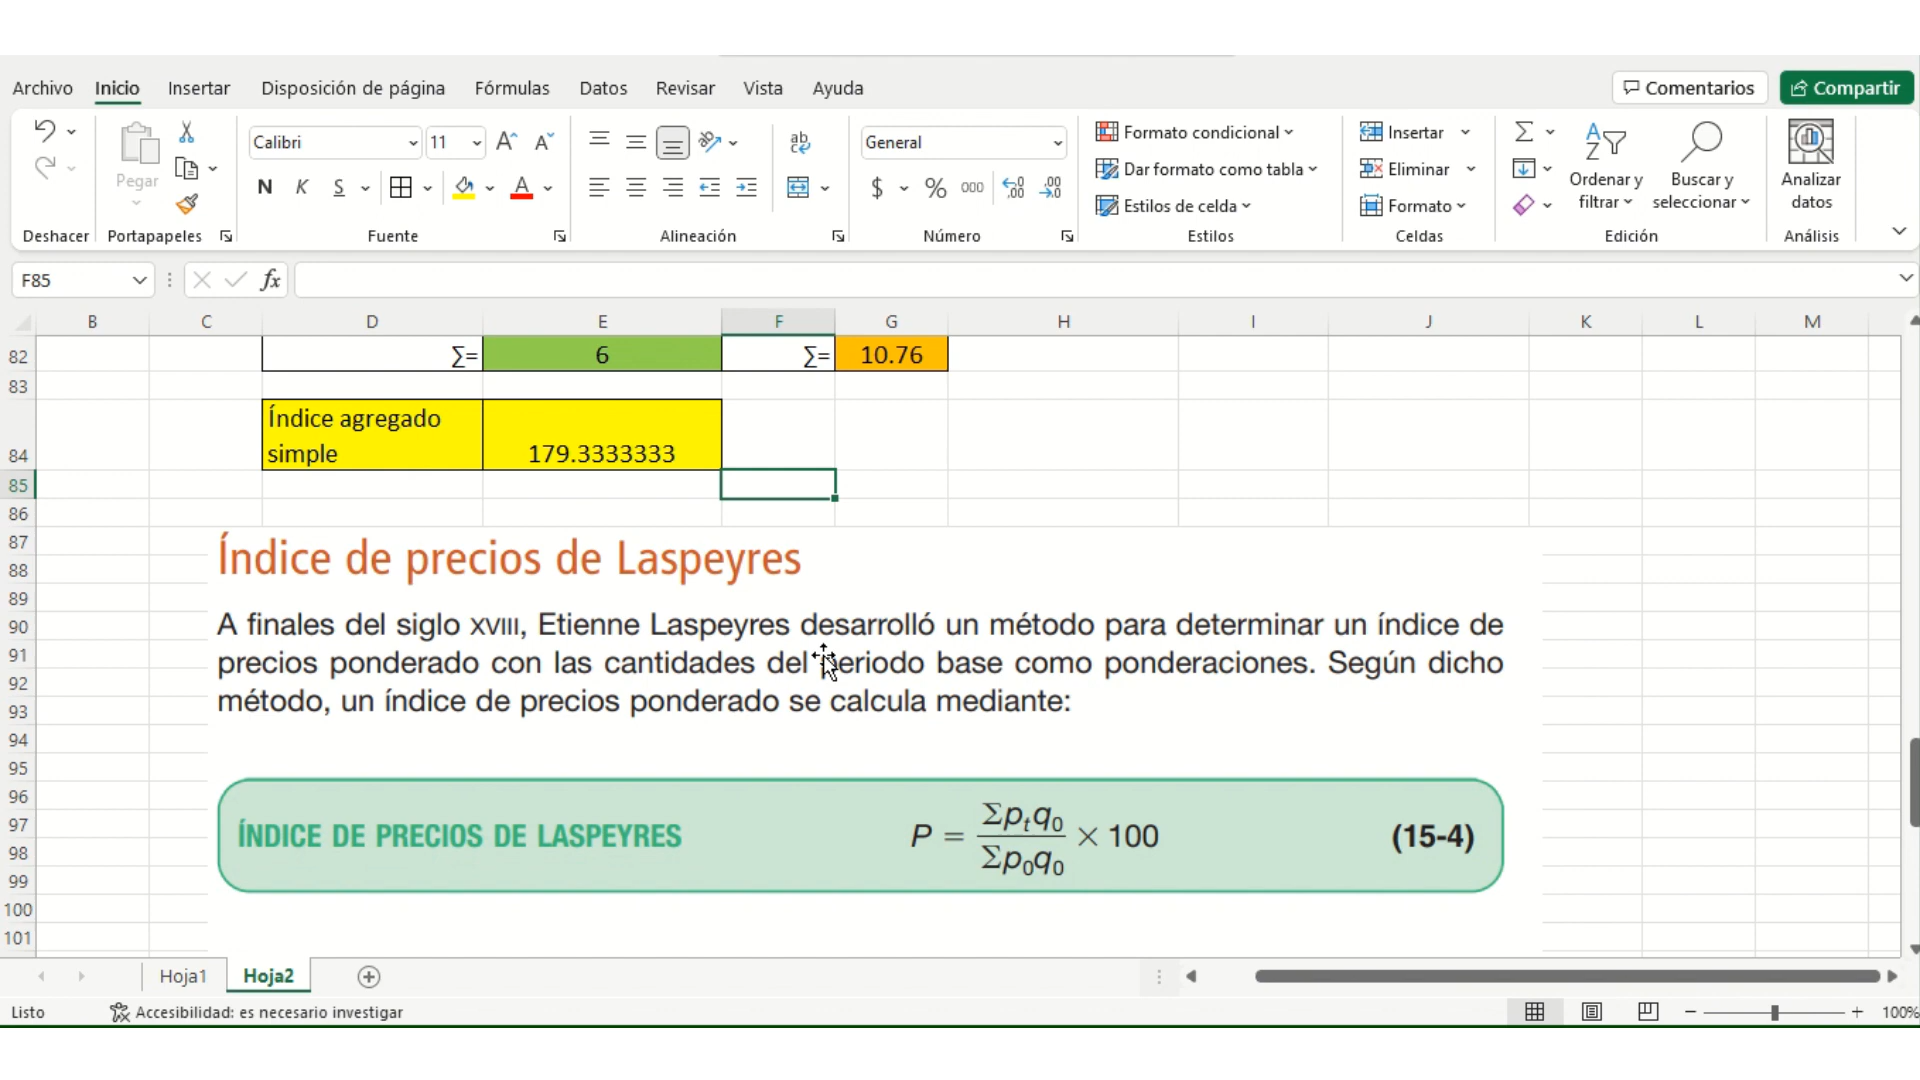 Archivo Inicio Insertar Disposición de página Fórmulas Datos Revisar Vista Ayuda Comentarios Compartir
Calibri 11 General Formato condicional Insertar
Pegar Dar formato como tabla Eliminar Ordenar y filtrar Buscar y seleccionar Analizar datos
N K S $ % 000 Estilos de celda Formato
Deshacer Portapapeles Fuente Alineación Número Estilos Celdas Edición Análisis
F85 fx
B C D E F G H I J K L M
82 ∑= 6 ∑= 10.76
83
84 Índice agregado simple 179.3333333
85
86
87
88
89
90
91
92
93
94
95
96
97
98
99
100
101
Índice de precios de Laspeyres
A finales del siglo XVIII, Etienne Laspeyres desarrolló un método para determinar un índice de
precios ponderado con las cantidades del periodo base como ponderaciones. Según dicho
método, un índice de precios ponderado se calcula mediante:
ÍNDICE DE PRECIOS DE LASPEYRES P = Σpₜq₀ / Σp₀q₀ × 100 (15-4)
Hoja1 Hoja2
Listo Accesibilidad: es necesario investigar 100%